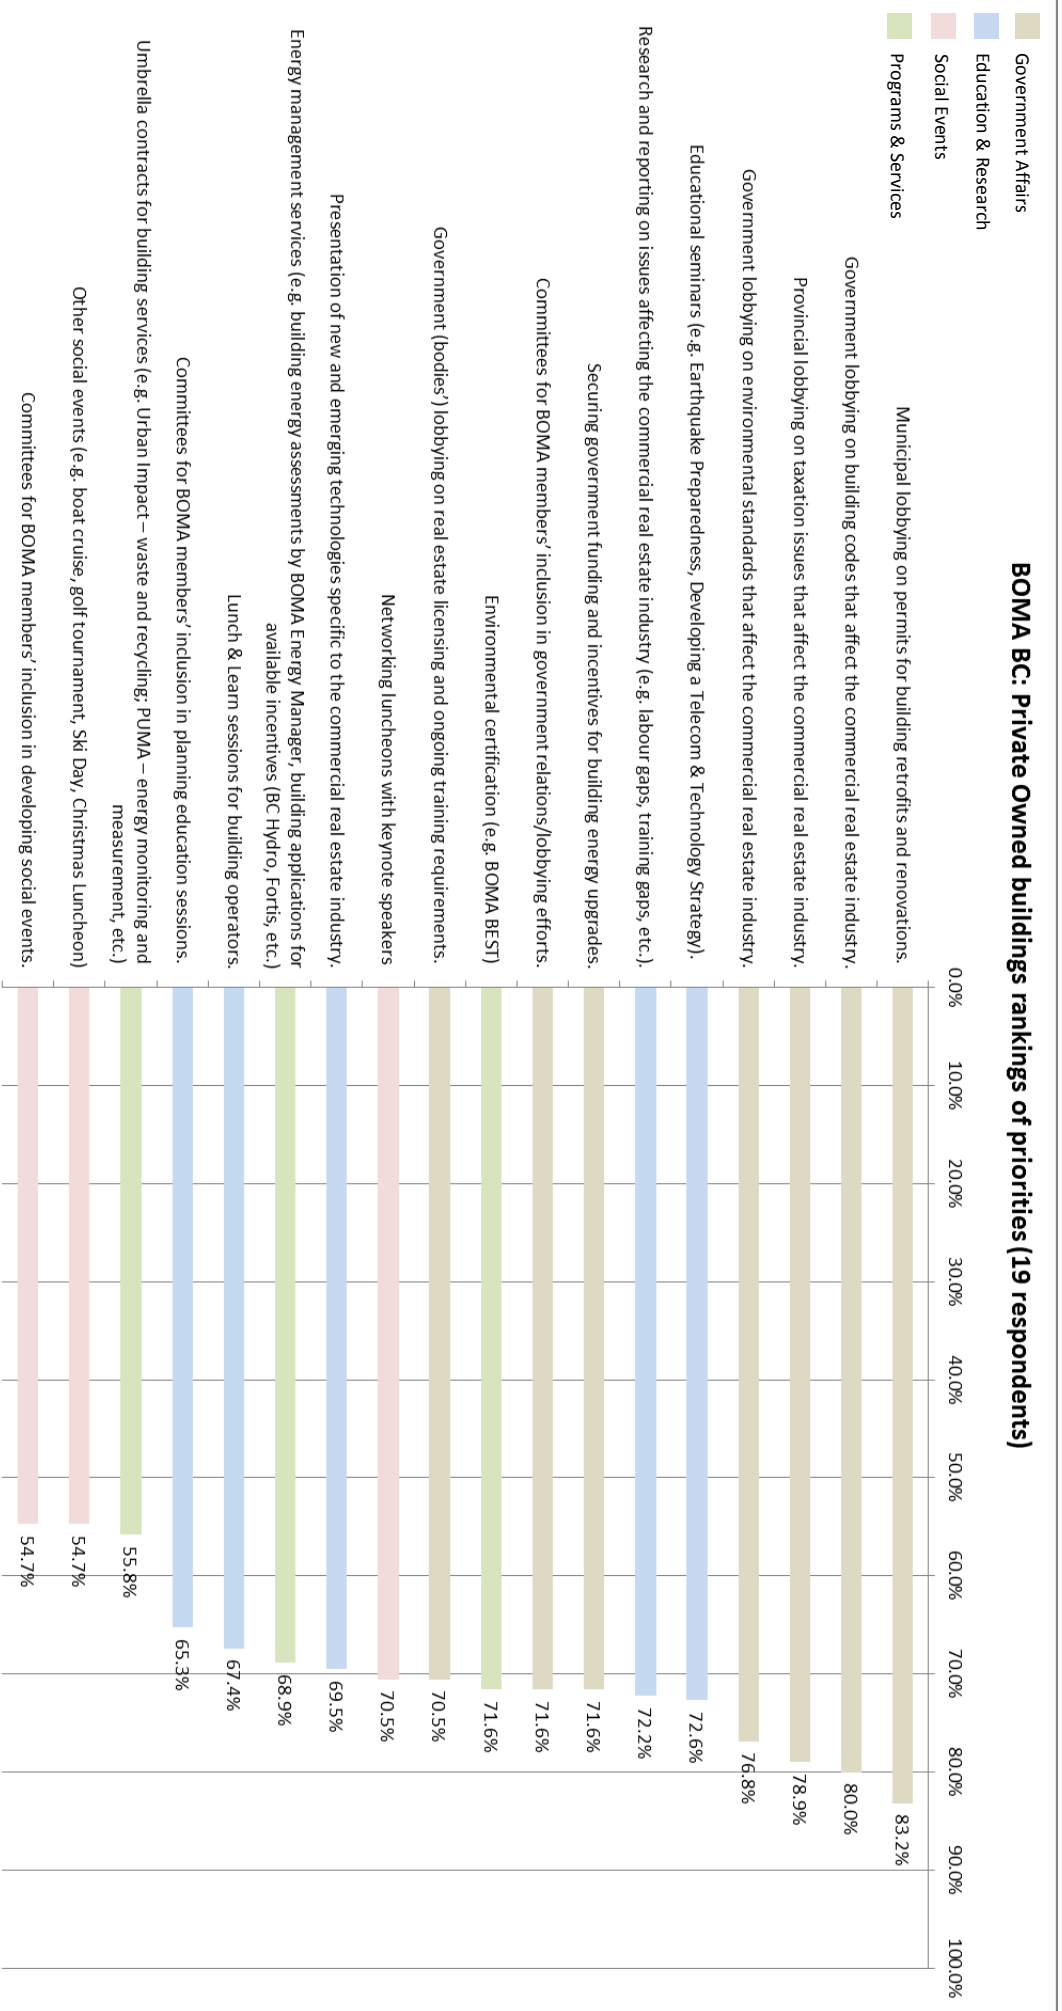 BOMA BC: Private Owned buildings rankings of priorities (19 respondents)
Government Affairs
Education & Research
Social Events
Programs & Services
0.0% 10.0% 20.0% 30.0% 40.0% 50.0% 60.0% 70.0% 80.0% 90.0% 100.0%
Municipal lobbying on permits for building retrofits and renovations. 83.2%
Government lobbying on building codes that affect the commercial real estate industry. 80.0%
Provincial lobbying on taxation issues that affect the commercial real estate industry. 78.9%
Government lobbying on environmental standards that affect the commercial real estate industry. 76.8%
Educational seminars (e.g. Earthquake Preparedness, Developing a Telecom & Technology Strategy). 72.6%
Research and reporting on issues affecting the commercial real estate industry (e.g. labour gaps, training gaps, etc.). 72.2%
Securing government funding and incentives for building energy upgrades. 71.6%
Committees for BOMA members' inclusion in government relations/lobbying efforts. 71.6%
Environmental certification (e.g. BOMA BEST) 71.6%
Government (bodies') lobbying on real estate licensing and ongoing training requirements. 70.5%
Networking luncheons with keynote speakers 70.5%
Presentation of new and emerging technologies specific to the commercial real estate industry. 69.5%
Energy management services (e.g. building energy assessments by BOMA Energy Manager, building applications for
available incentives (BC Hydro, Fortis, etc.) 68.9%
Lunch & Learn sessions for building operators. 67.4%
Committees for BOMA members' inclusion in planning education sessions. 65.3%
Umbrella contracts for building services (e.g. Urban Impact – waste and recycling; PUMA – energy monitoring and
measurement, etc.) 55.8%
Other social events (e.g. boat cruise, golf tournament, Ski Day, Christmas Luncheon) 54.7%
Committees for BOMA members' inclusion in developing social events. 54.7%